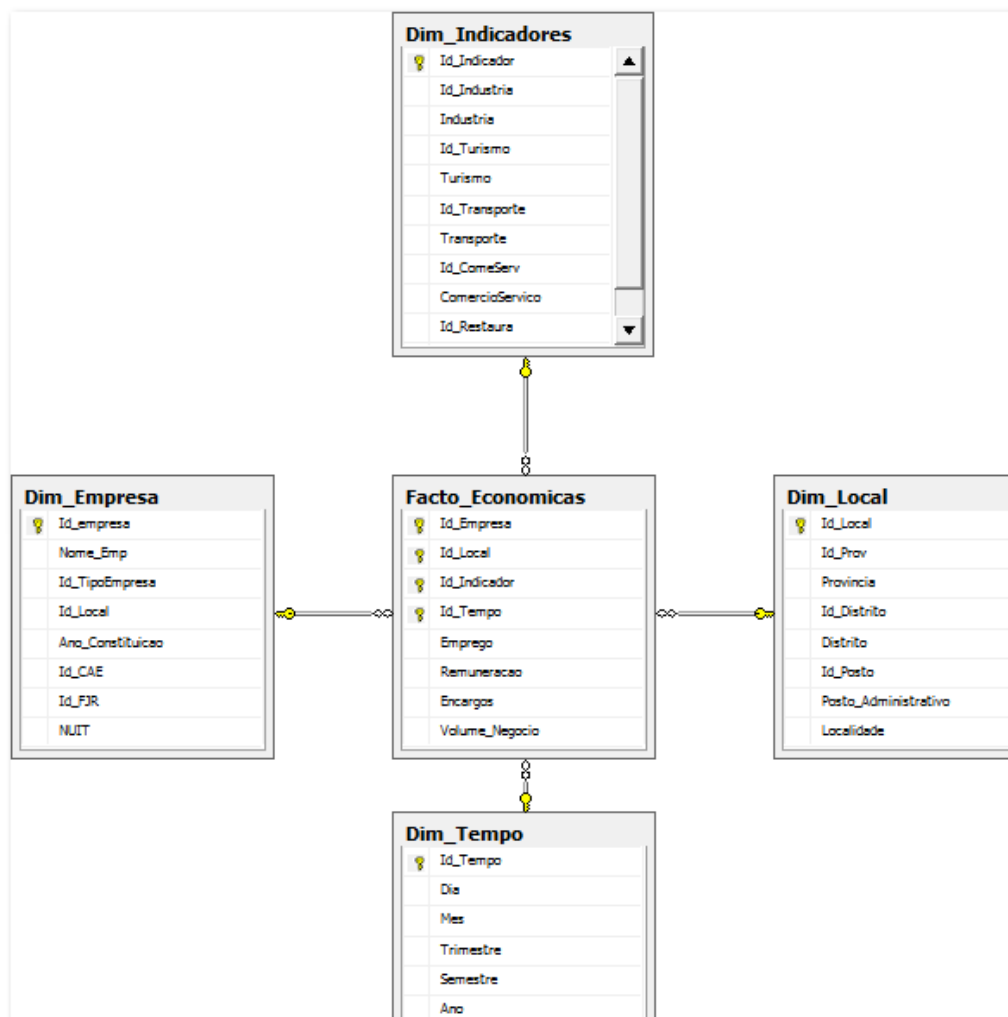 Dim_Indicadores
Id_Indicador
Id_Industria
Industria
Id_Turismo
Turismo
Id_Transporte
Transporte
Id_ComeServ
ComercioServico
Id_Restaura
Dim_Empresa
Id_empresa
Nome_Emp
Id_TipoEmpresa
Id_Local
Ano_Constituicao
Id_CAE
Id_FJR
NUIT
Facto_Economicas
Id_Empresa
Id_Local
Id_Indicador
Id_Tempo
Emprego
Remuneracao
Encargos
Volume_Negocio
Dim_Local
Id_Local
Id_Prov
Provincia
Id_Distrito
Distrito
Id_Posto
Posto_Administrativo
Localidade
Dim_Tempo
Id_Tempo
Dia
Mes
Trimestre
Semestre
Ano